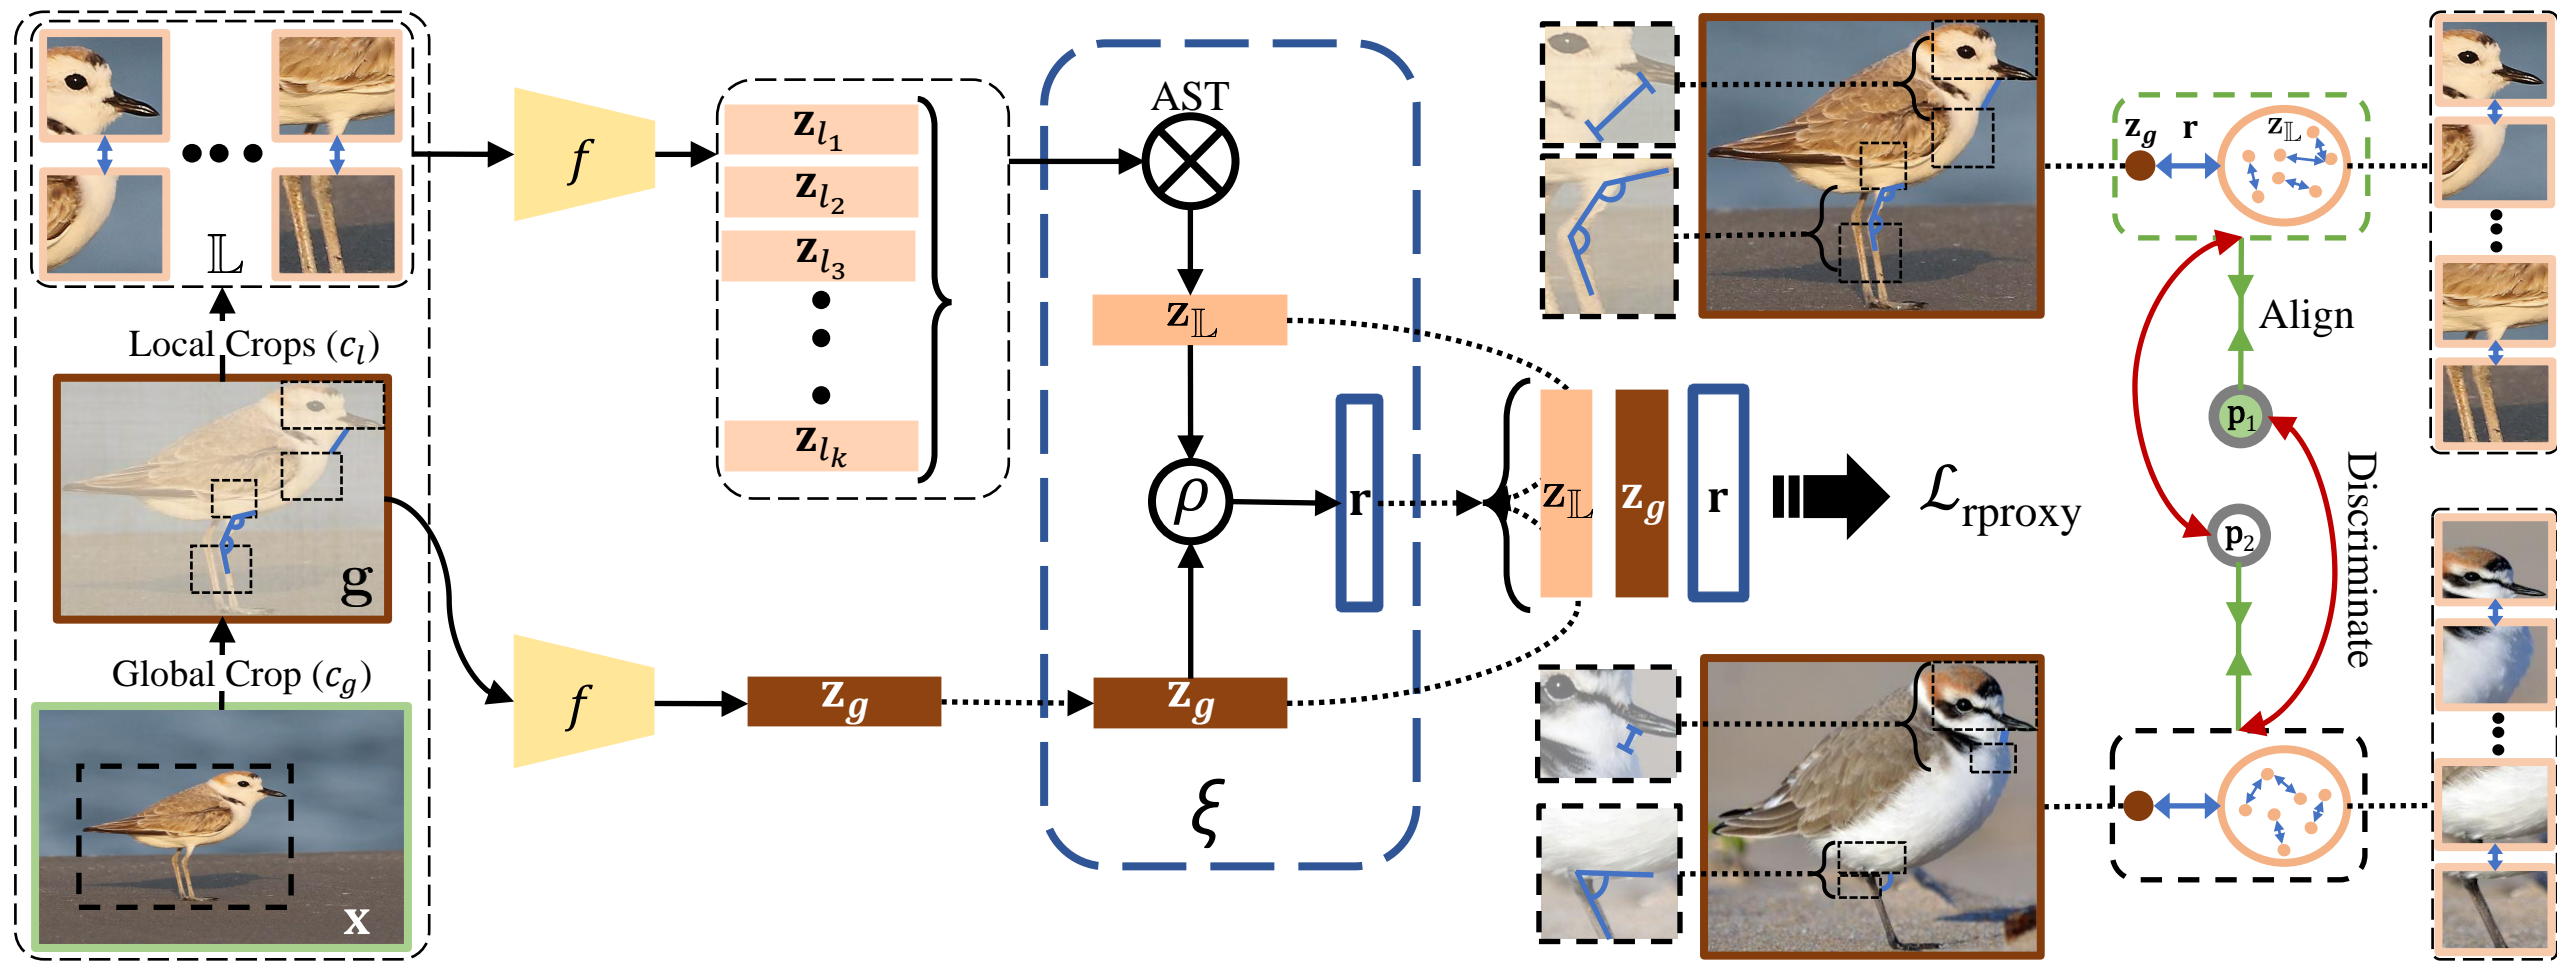 𝕃
Local Crops (c_l)
g
Global Crop (c_g)
x
f
f
z_{l_1}
z_{l_2}
z_{l_3}
z_{l_k}
z_g
AST
z_𝕃
ρ
r
z_g
ξ
z_𝕃
z_g
r
ℒ_rproxy
z_g
r
z_𝕃
Align
p_1
p_2
Discriminate